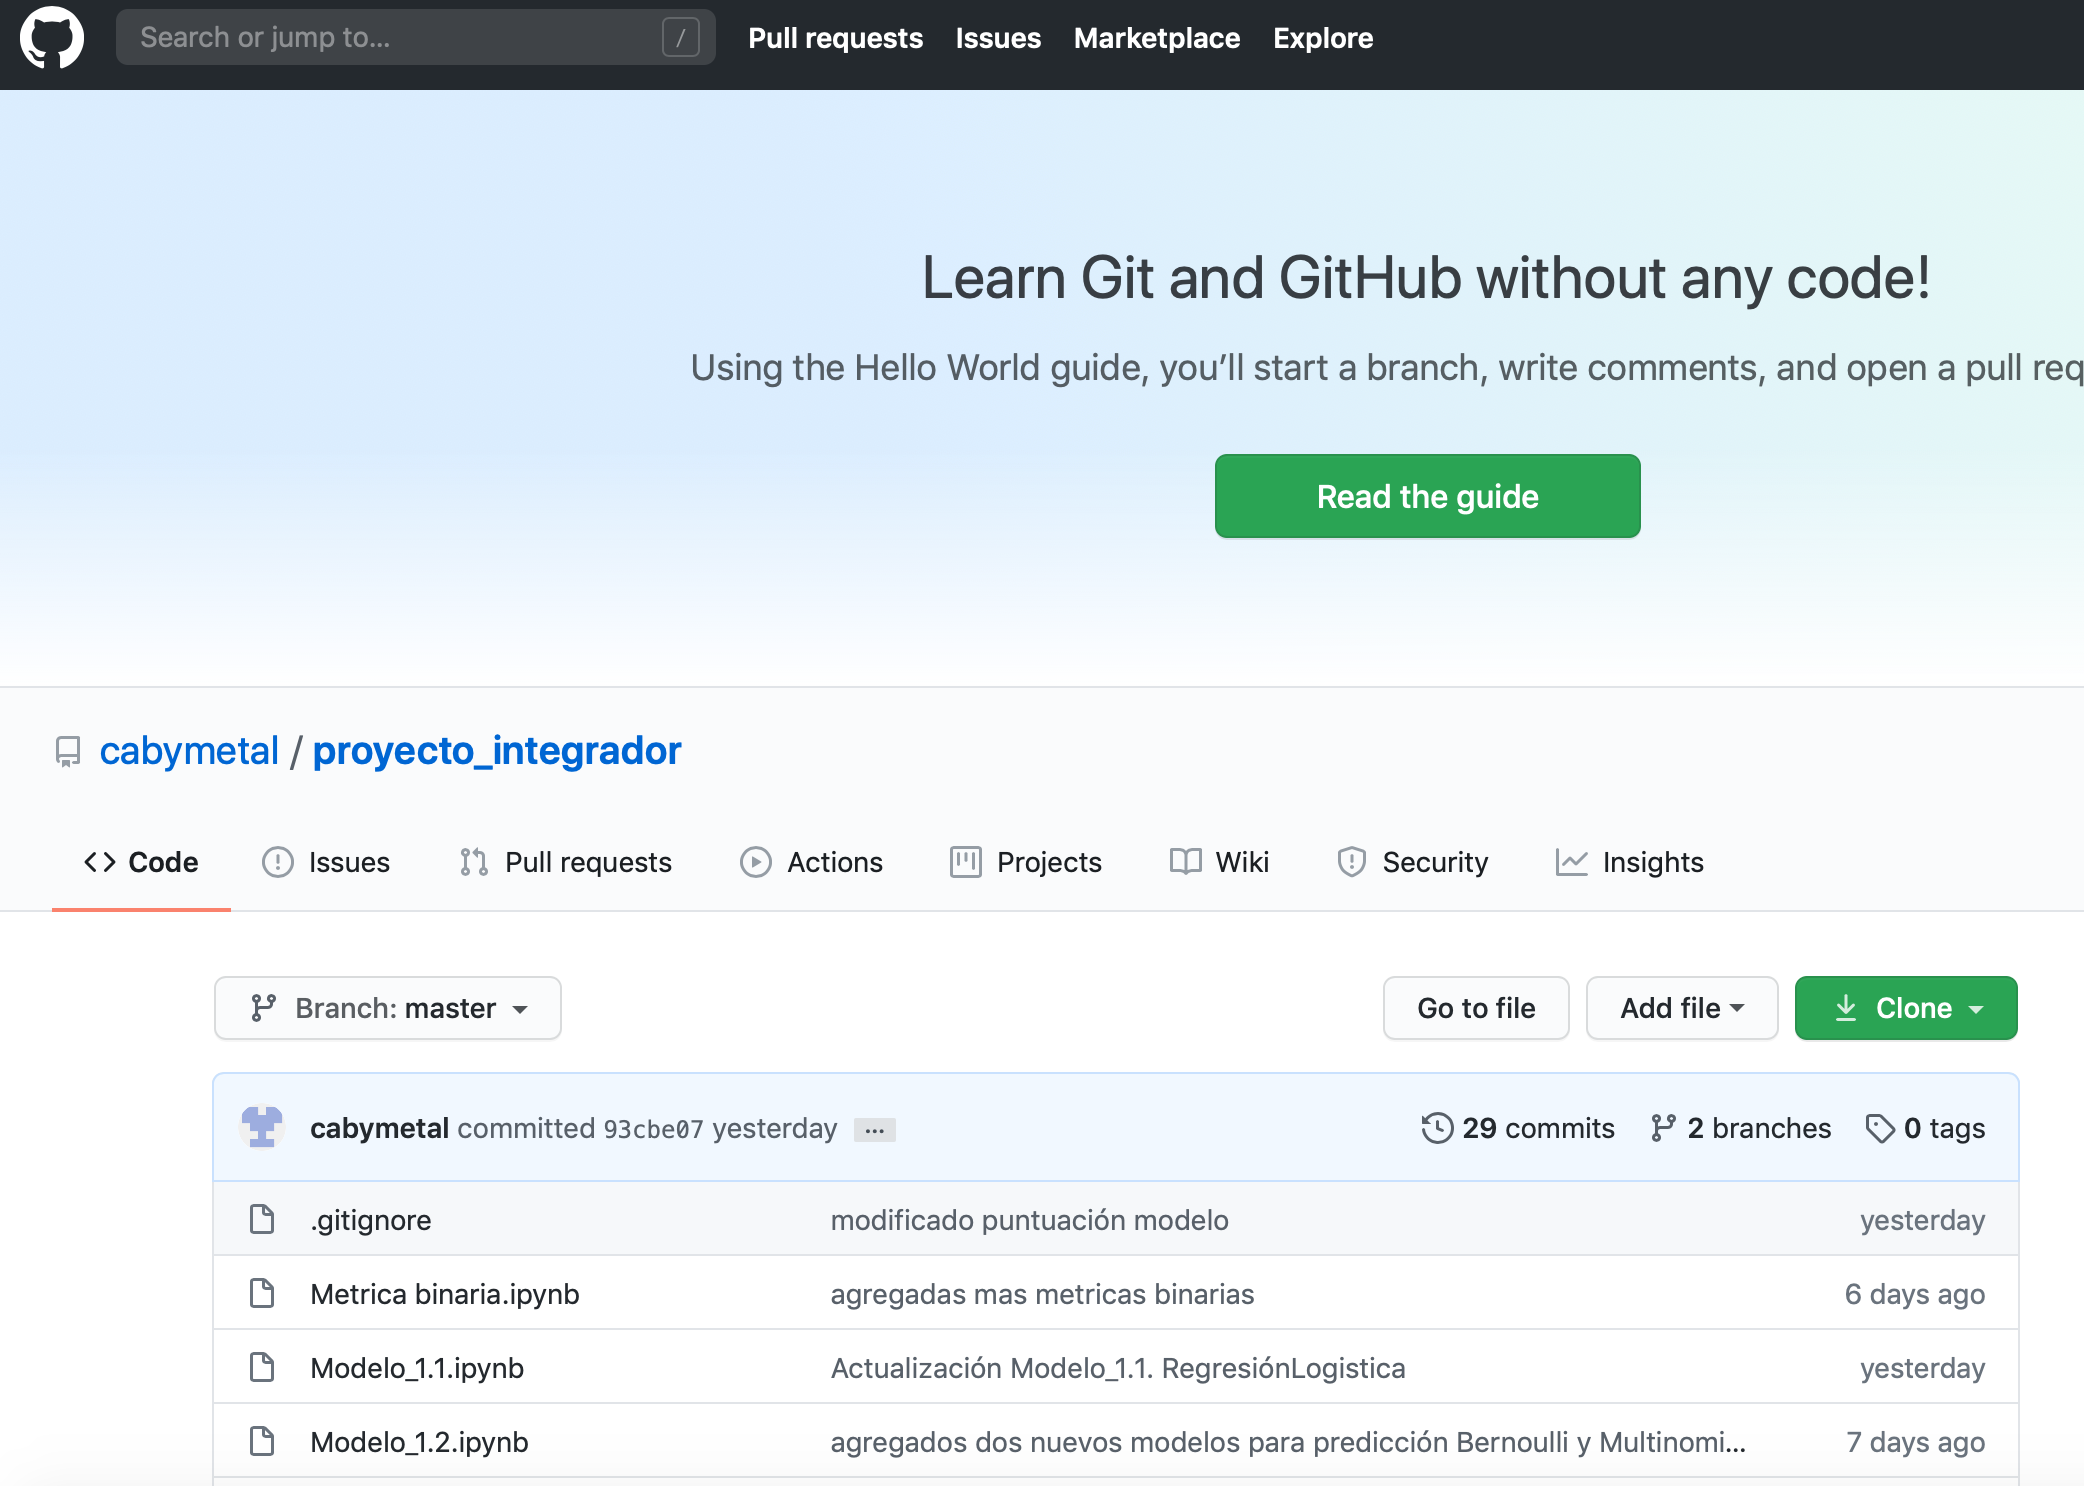 Search or jump to... /
Pull requests Issues Marketplace Explore
Learn Git and GitHub without any code!
Using the Hello World guide, you’ll start a branch, write comments, and open a pull req
Read the guide
cabymetal / proyecto_integrador
Code Issues Pull requests Actions Projects Wiki Security Insights
Branch: master Go to file Add file Clone
cabymetal committed 93cbe07 yesterday ... 29 commits 2 branches 0 tags
.gitignore modificado puntuación modelo yesterday
Metrica binaria.ipynb agregadas mas metricas binarias 6 days ago
Modelo_1.1.ipynb Actualización Modelo_1.1. RegresiónLogistica yesterday
Modelo_1.2.ipynb agregados dos nuevos modelos para predicción Bernoulli y Multinomi... 7 days ago